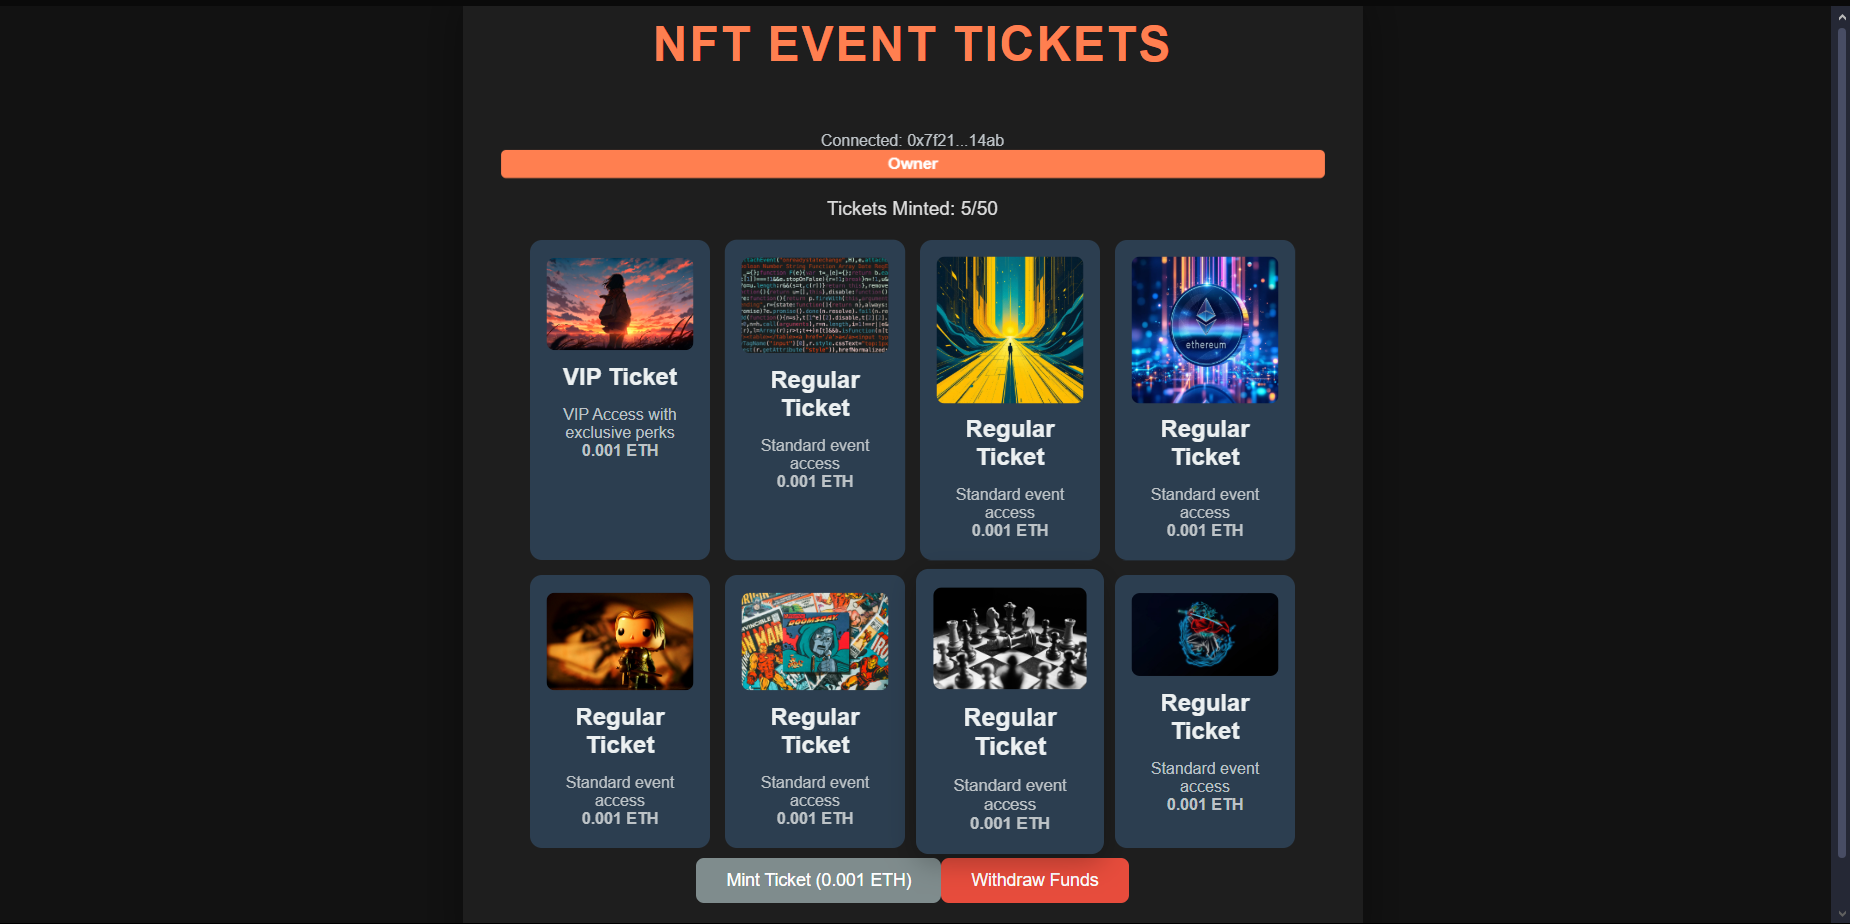 NFT EVENT TICKETS
Connected: 0x7f21...14ab
Owner
Tickets Minted: 5/50
VIP Ticket
VIP Access with
exclusive perks
0.001 ETH
Regular
Ticket
Standard event
access
0.001 ETH
Regular
Ticket
Standard event
access
0.001 ETH
ethereum
Regular
Ticket
Standard event
access
0.001 ETH
Regular
Ticket
Standard event
access
0.001 ETH
INVINCIBLE
IRON MAN
DOOMSDAY
Regular
Ticket
Standard event
access
0.001 ETH
Regular
Ticket
Standard event
access
0.001 ETH
Regular
Ticket
Standard event
access
0.001 ETH
Mint Ticket (0.001 ETH)
Withdraw Funds